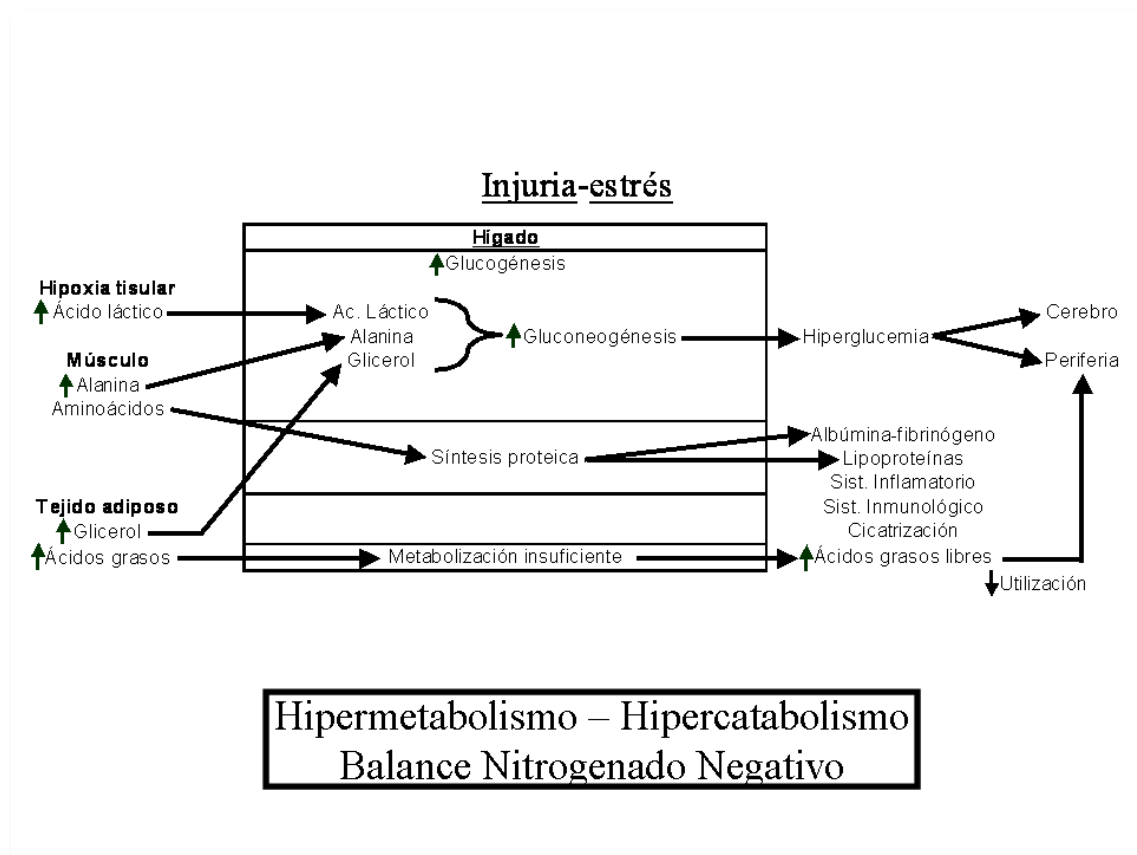 Injuria-estrés
Hígado
Glucogénesis
Hipoxia tisular
Ácido láctico
Músculo
Alanina
Aminoácidos
Tejido adiposo
Glicerol
Ácidos grasos
Ac. Láctico
Alanina
Glicerol
Gluconeogénesis
Síntesis proteica
Metabolización insuficiente
Hiperglucemia
Albúmina-fibrinógeno
Lipoproteínas
Sist. Inflamatorio
Sist. Inmunológico
Cicatrización
Ácidos grasos libres
Utilización
Cerebro
Periferia
Hipermetabolismo – Hipercatabolismo
Balance Nitrogenado Negativo